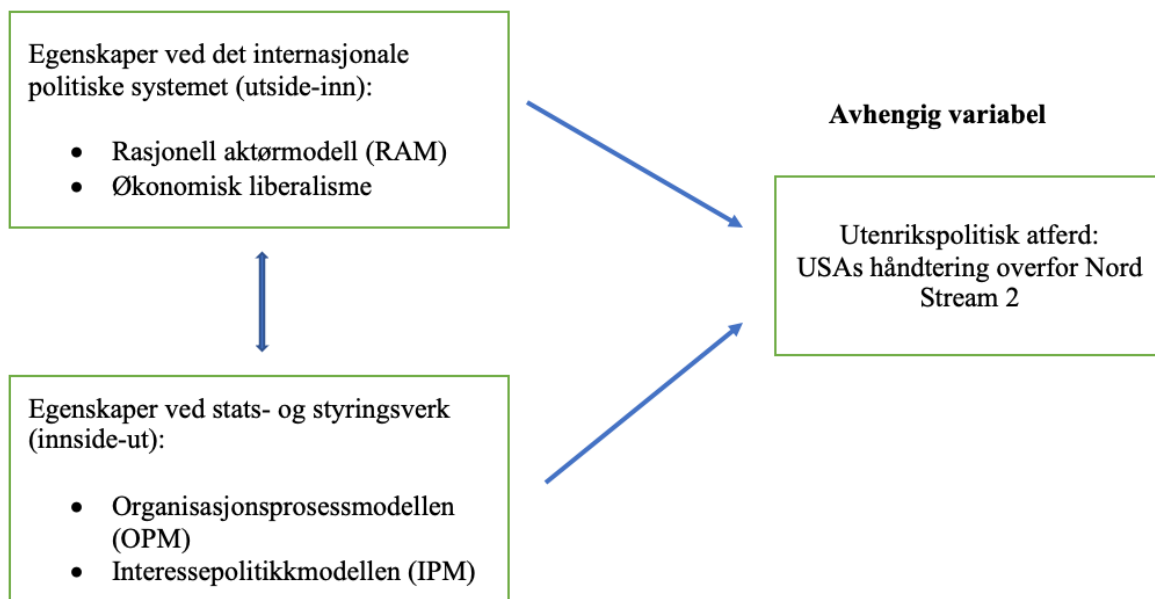 Egenskaper ved det internasjonale
politiske systemet (utside-inn):
• Rasjonell aktørmodell (RAM)
• Økonomisk liberalisme
Avhengig variabel
Utenrikspolitisk atferd:
USAs håndtering overfor Nord
Stream 2
Egenskaper ved stats- og styringsverk
(innside-ut):
• Organisasjonsprosessmodellen
(OPM)
• Interessepolitikkmodellen (IPM)